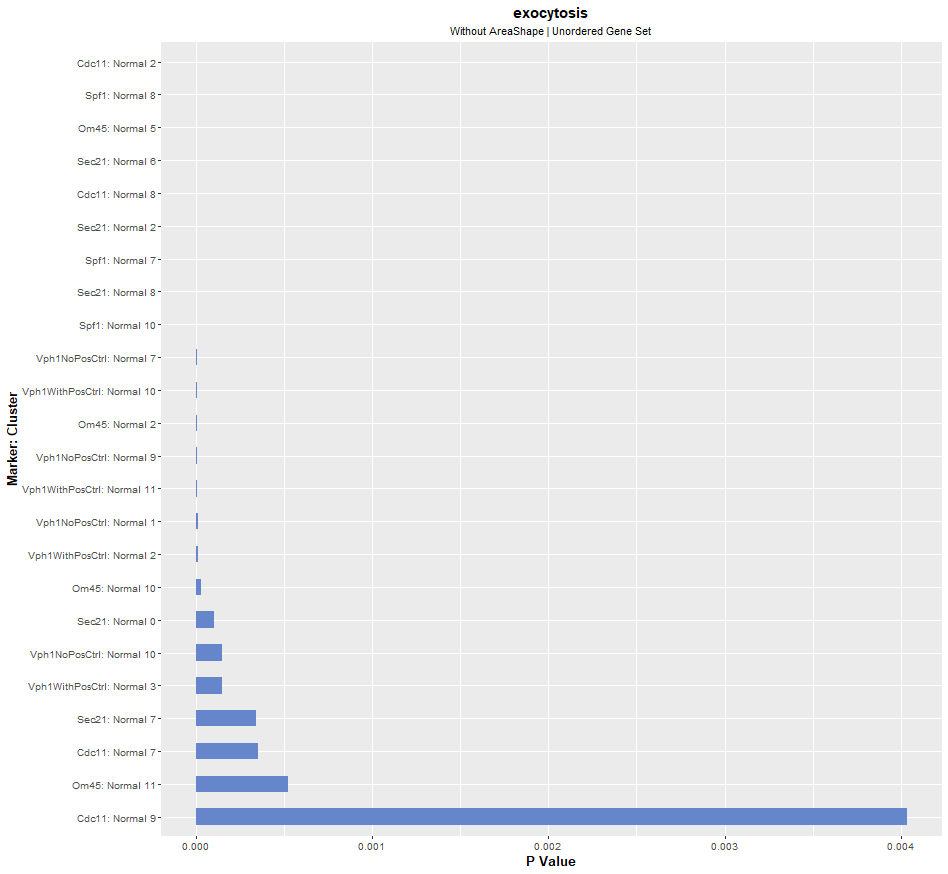 exocytosis
Without AreaShape | Unordered Gene Set
Marker: Cluster
Cdc11: Normal 2
Spf1: Normal 8
Om45: Normal 5
Sec21: Normal 6
Cdc11: Normal 8
Sec21: Normal 2
Spf1: Normal 7
Sec21: Normal 8
Spf1: Normal 10
Vph1NoPosCtrl: Normal 7
Vph1WithPosCtrl: Normal 10
Om45: Normal 2
Vph1NoPosCtrl: Normal 9
Vph1WithPosCtrl: Normal 11
Vph1NoPosCtrl: Normal 1
Vph1WithPosCtrl: Normal 2
Om45: Normal 10
Sec21: Normal 0
Vph1NoPosCtrl: Normal 10
Vph1WithPosCtrl: Normal 3
Sec21: Normal 7
Cdc11: Normal 7
Om45: Normal 11
Cdc11: Normal 9
0.000 0.001 0.002 0.003 0.004
P Value